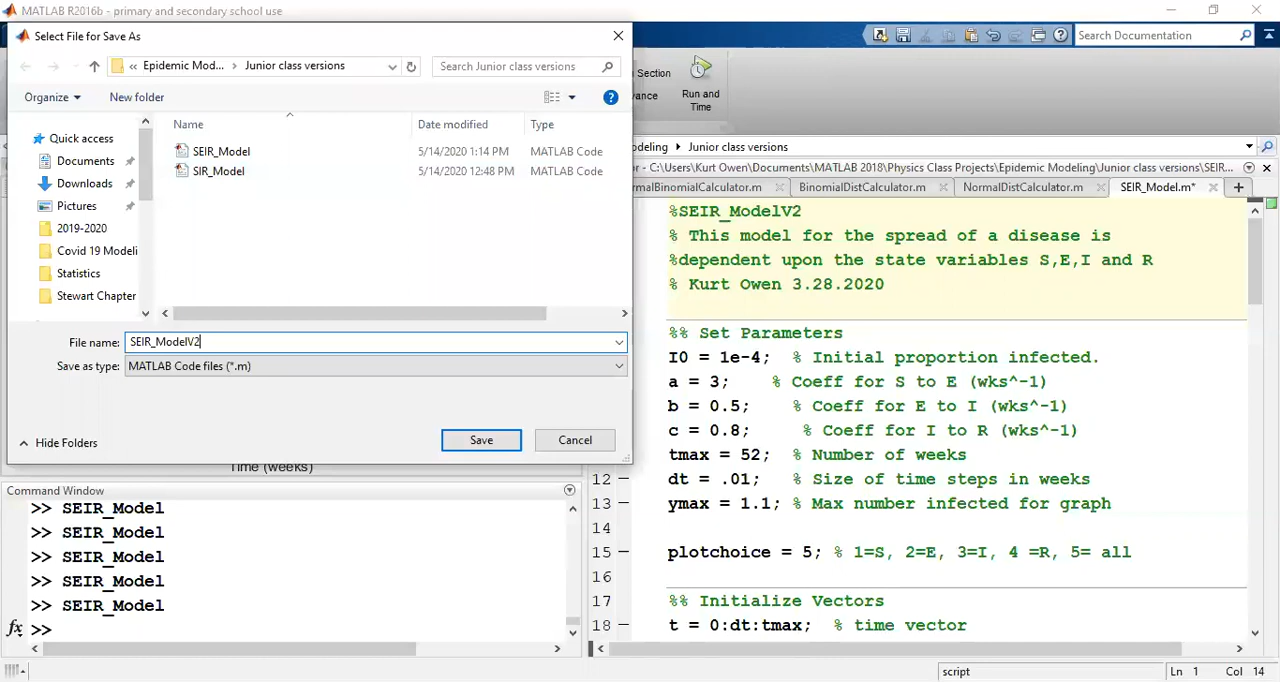 MATLAB R2016b - primary and secondary school use
Select File for Save As
Search Documentation
« Epidemic Mod... > Junior class versions
Search Junior class versions
Section
Run and
Time
Organize
New folder
Name
Date modified
Type
Quick access
Documents
Downloads
Pictures
2019-2020
Covid 19 Modeli
Statistics
Stewart Chapter
SEIR_Model 5/14/2020 1:14 PM MATLAB Code
SIR_Model 5/14/2020 12:48 PM MATLAB Code
File name: SEIR_ModelV2
Save as type: MATLAB Code files (*.m)
Hide Folders
Save
Cancel
Time (weeks)
Command Window
>> SEIR_Model
>> SEIR_Model
>> SEIR_Model
>> SEIR_Model
>> SEIR_Model
fx >>
deling ▸ Junior class versions
r - C:\Users\Kurt Owen\Documents\MATLAB 2018\Physics Class Projects\Epidemic Modeling\Junior class versions\SEIR...
rmalBinomialCalculator.m
BinomialDistCalculator.m
NormalDistCalculator.m
SEIR_Model.m*
%SEIR_ModelV2
% This model for the spread of a disease is
%dependent upon the state variables S,E,I and R
% Kurt Owen 3.28.2020
%% Set Parameters
I0 = 1e-4; % Initial proportion infected.
a = 3; % Coeff for S to E (wks^-1)
b = 0.5; % Coeff for E to I (wks^-1)
c = 0.8; % Coeff for I to R (wks^-1)
tmax = 52; % Number of weeks
12 dt = .01; % Size of time steps in weeks
13 ymax = 1.1; % Max number infected for graph
14
15 plotchoice = 5; % 1=S, 2=E, 3=I, 4 =R, 5= all
16
17 %% Initialize Vectors
18 t = 0:dt:tmax; % time vector
script
Ln 1 Col 14